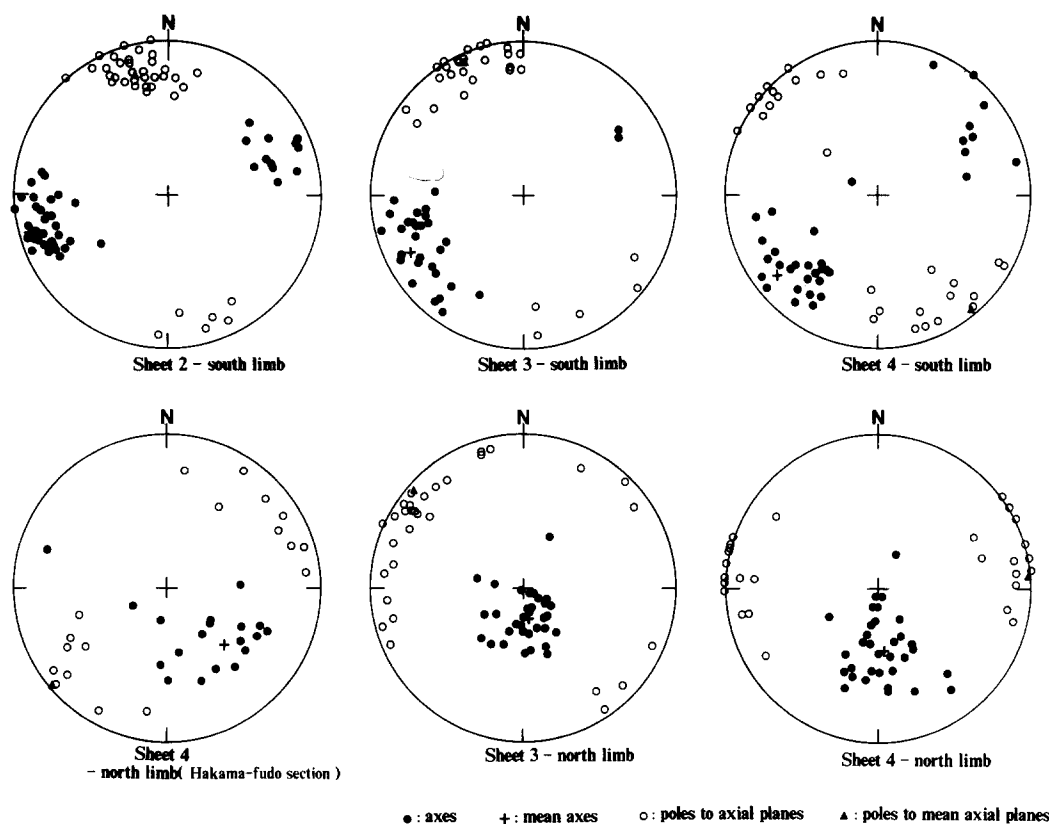 N N N
Sheet 2 - south limb Sheet 3 - south limb Sheet 4 - south limb
N N N
Sheet 4 Sheet 3 - north limb Sheet 4 - north limb
- north limb( Hakama-fudo section )
● : axes + : mean axes ○ : poles to axial planes ▲ : poles to mean axial planes